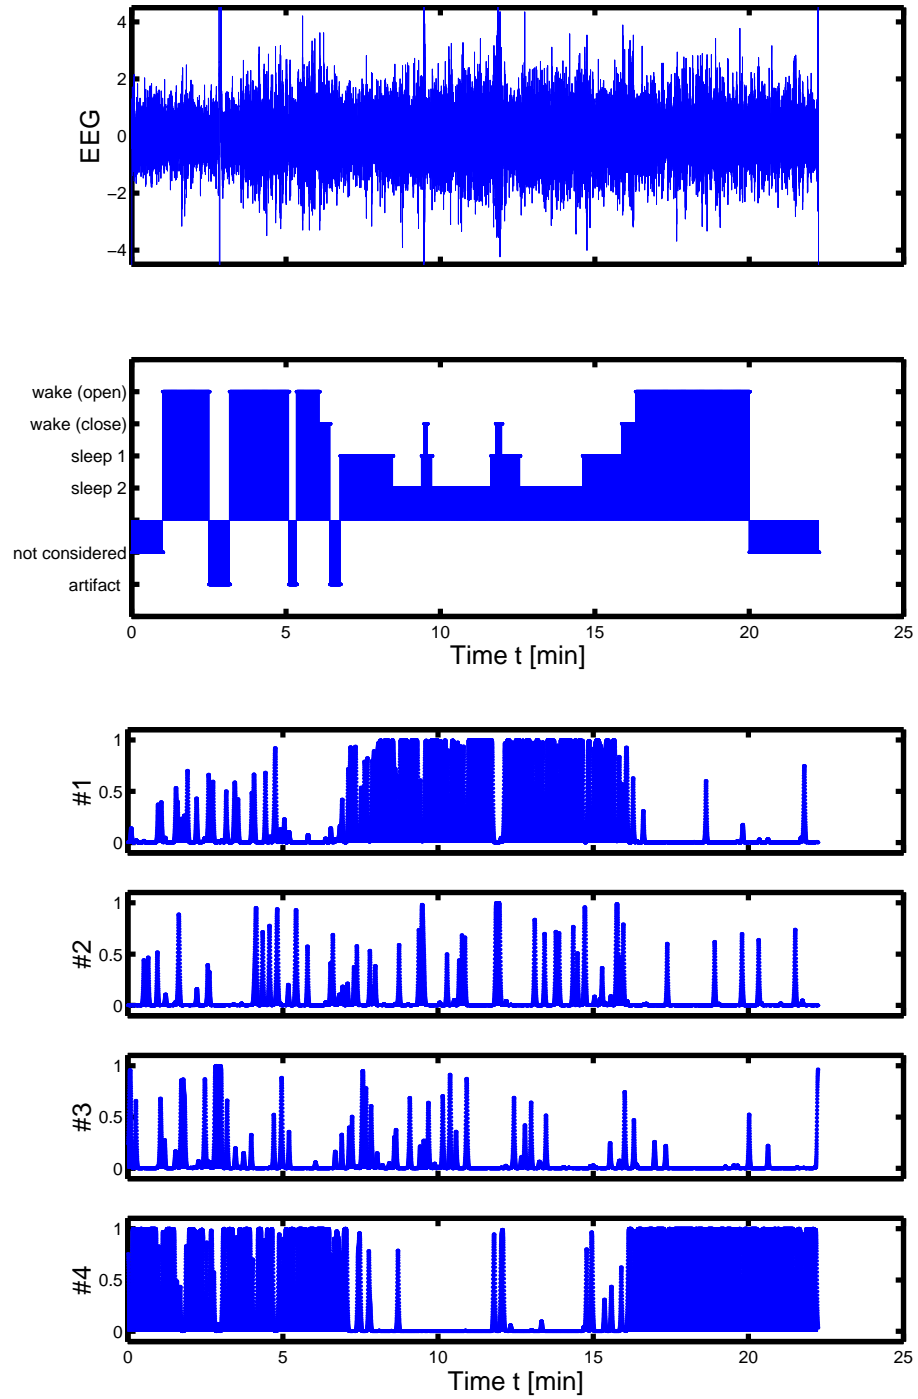 4
2
0
−2
−4
EEG
wake (open)
wake (close)
sleep 1
sleep 2
not considered
artifact
0 5 10 15 20 25
Time t [min]
1
0.5
0
#1
1
0.5
0
#2
1
0.5
0
#3
1
0.5
0
#4
0 5 10 15 20 25
Time t [min]